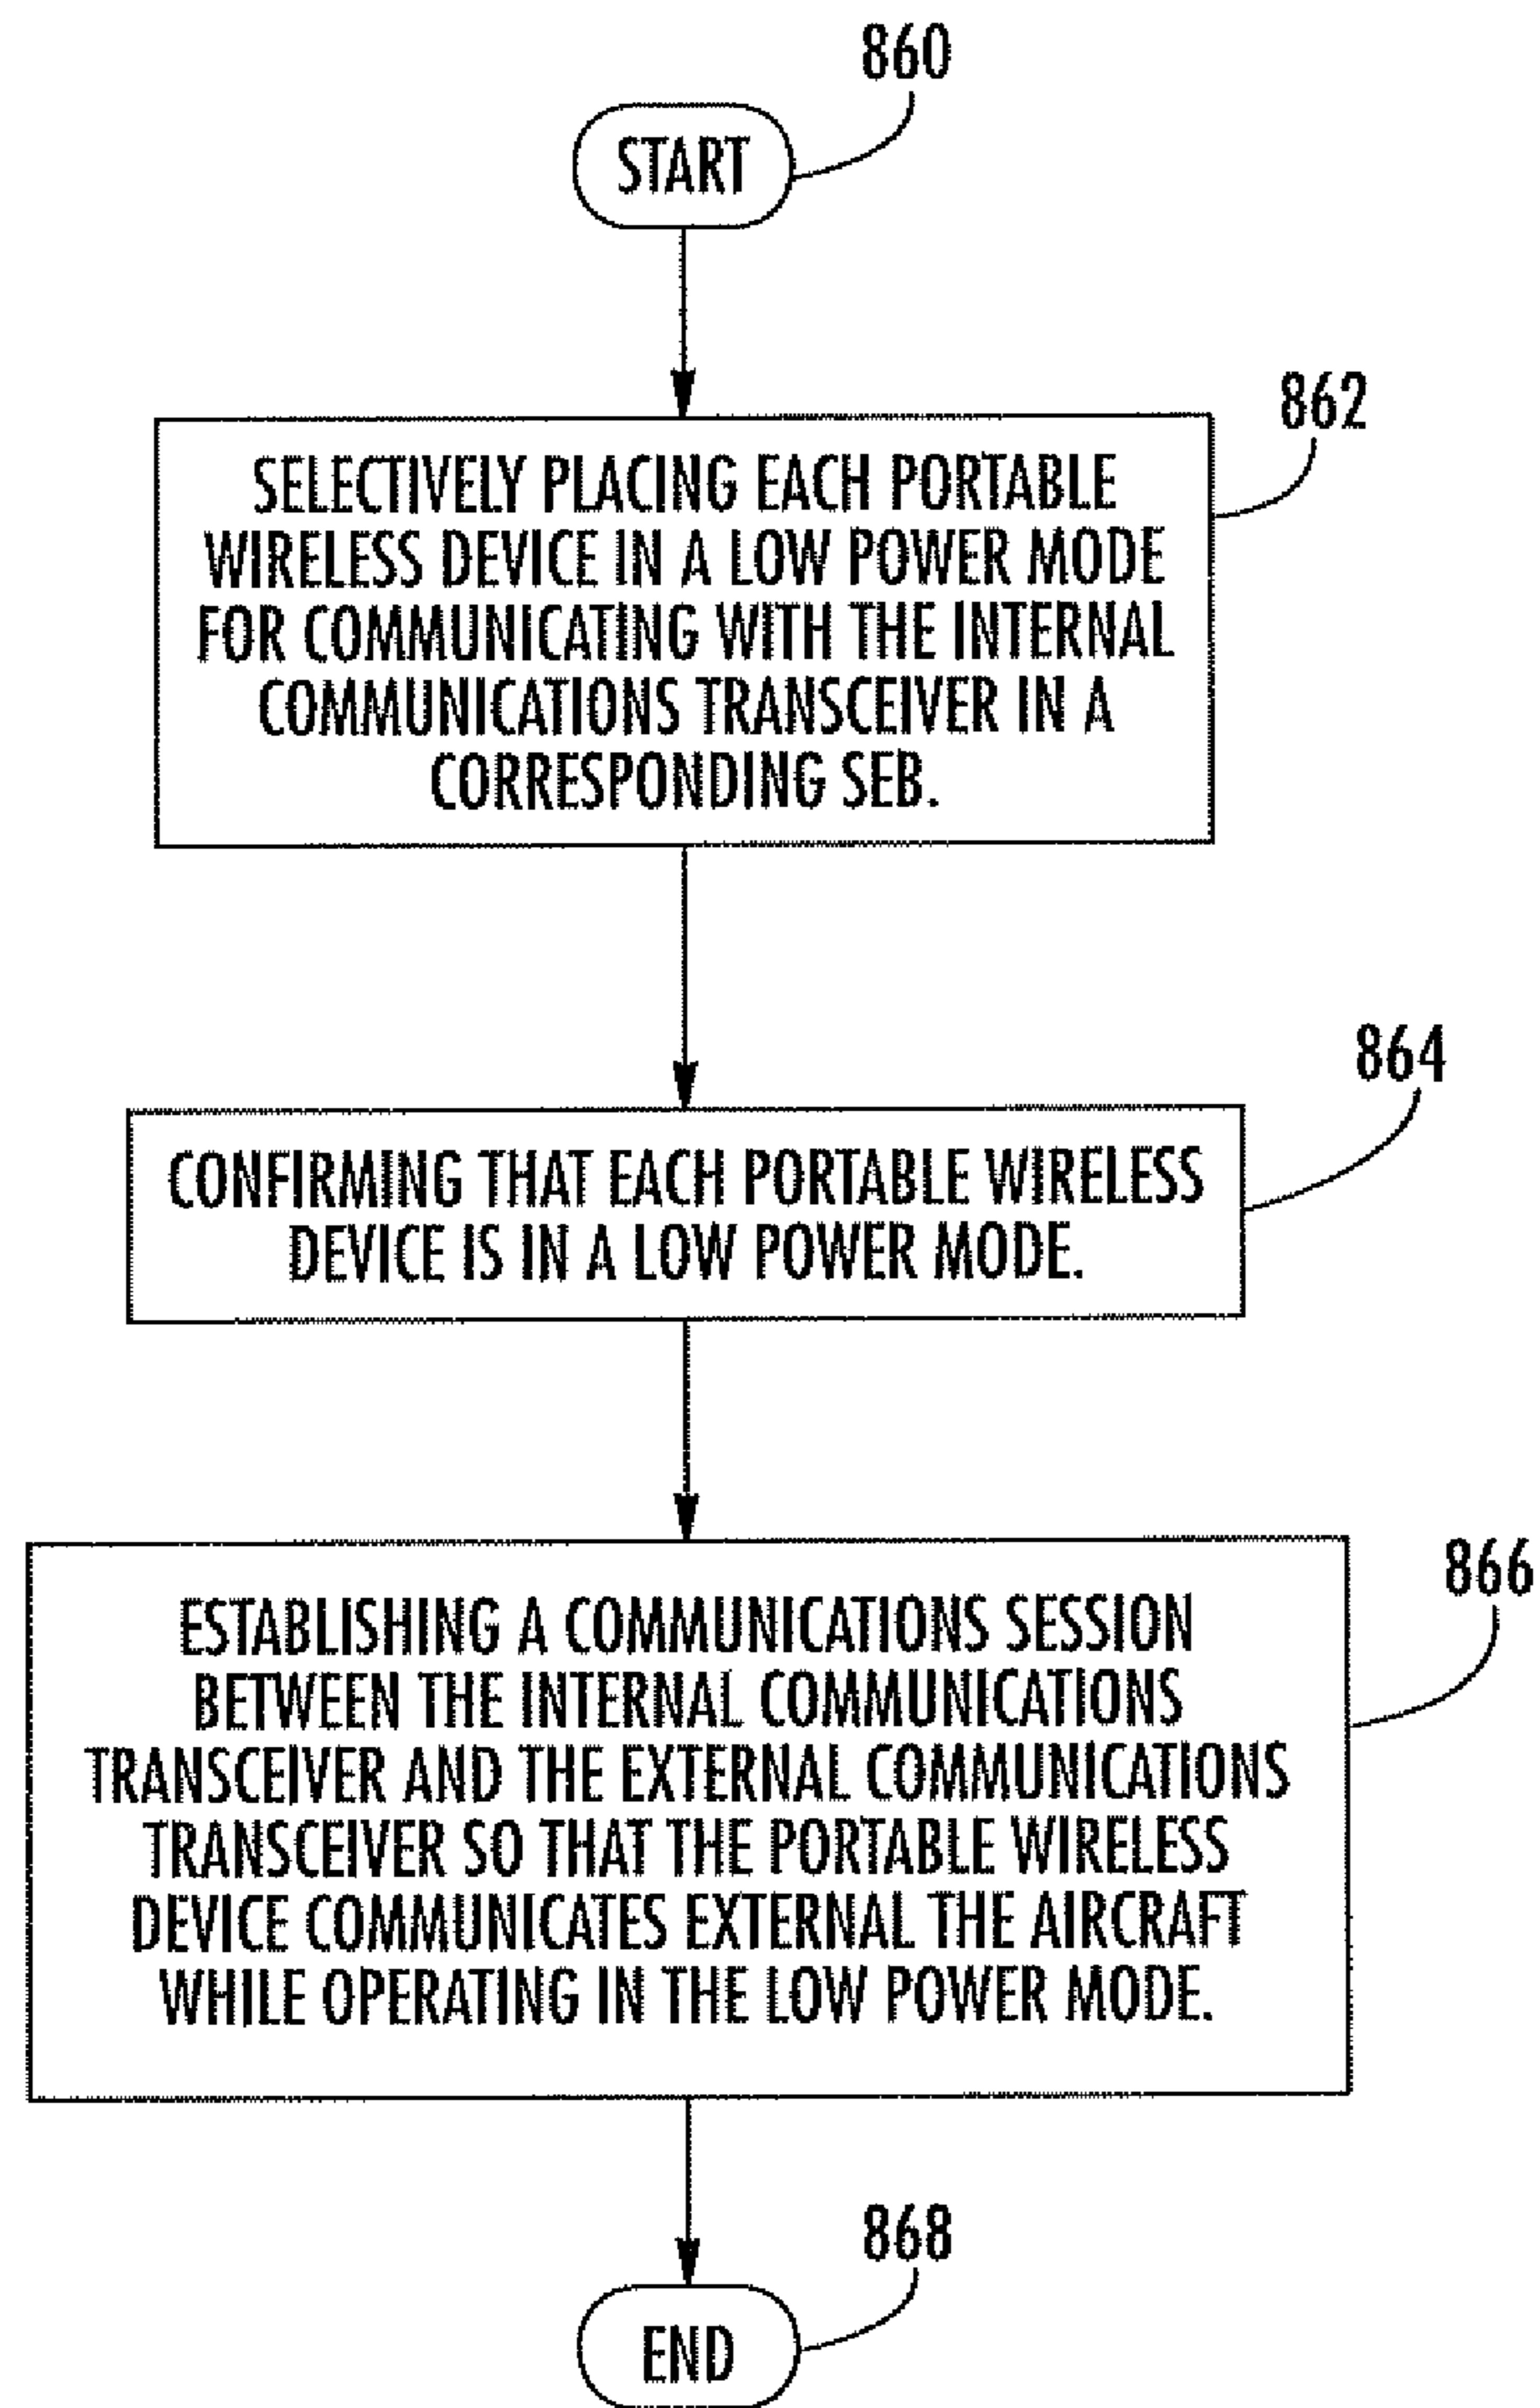 860
START
862
SELECTIVELY PLACING EACH PORTABLE
WIRELESS DEVICE IN A LOW POWER MODE
FOR COMMUNICATING WITH THE INTERNAL
COMMUNICATIONS TRANSCEIVER IN A
CORRESPONDING SEB.
864
CONFIRMING THAT EACH PORTABLE WIRELESS
DEVICE IS IN A LOW POWER MODE.
866
ESTABLISHING A COMMUNICATIONS SESSION
BETWEEN THE INTERNAL COMMUNICATIONS
TRANSCEIVER AND THE EXTERNAL COMMUNICATIONS
TRANSCEIVER SO THAT THE PORTABLE WIRELESS
DEVICE COMMUNICATES EXTERNAL THE AIRCRAFT
WHILE OPERATING IN THE LOW POWER MODE.
868
END